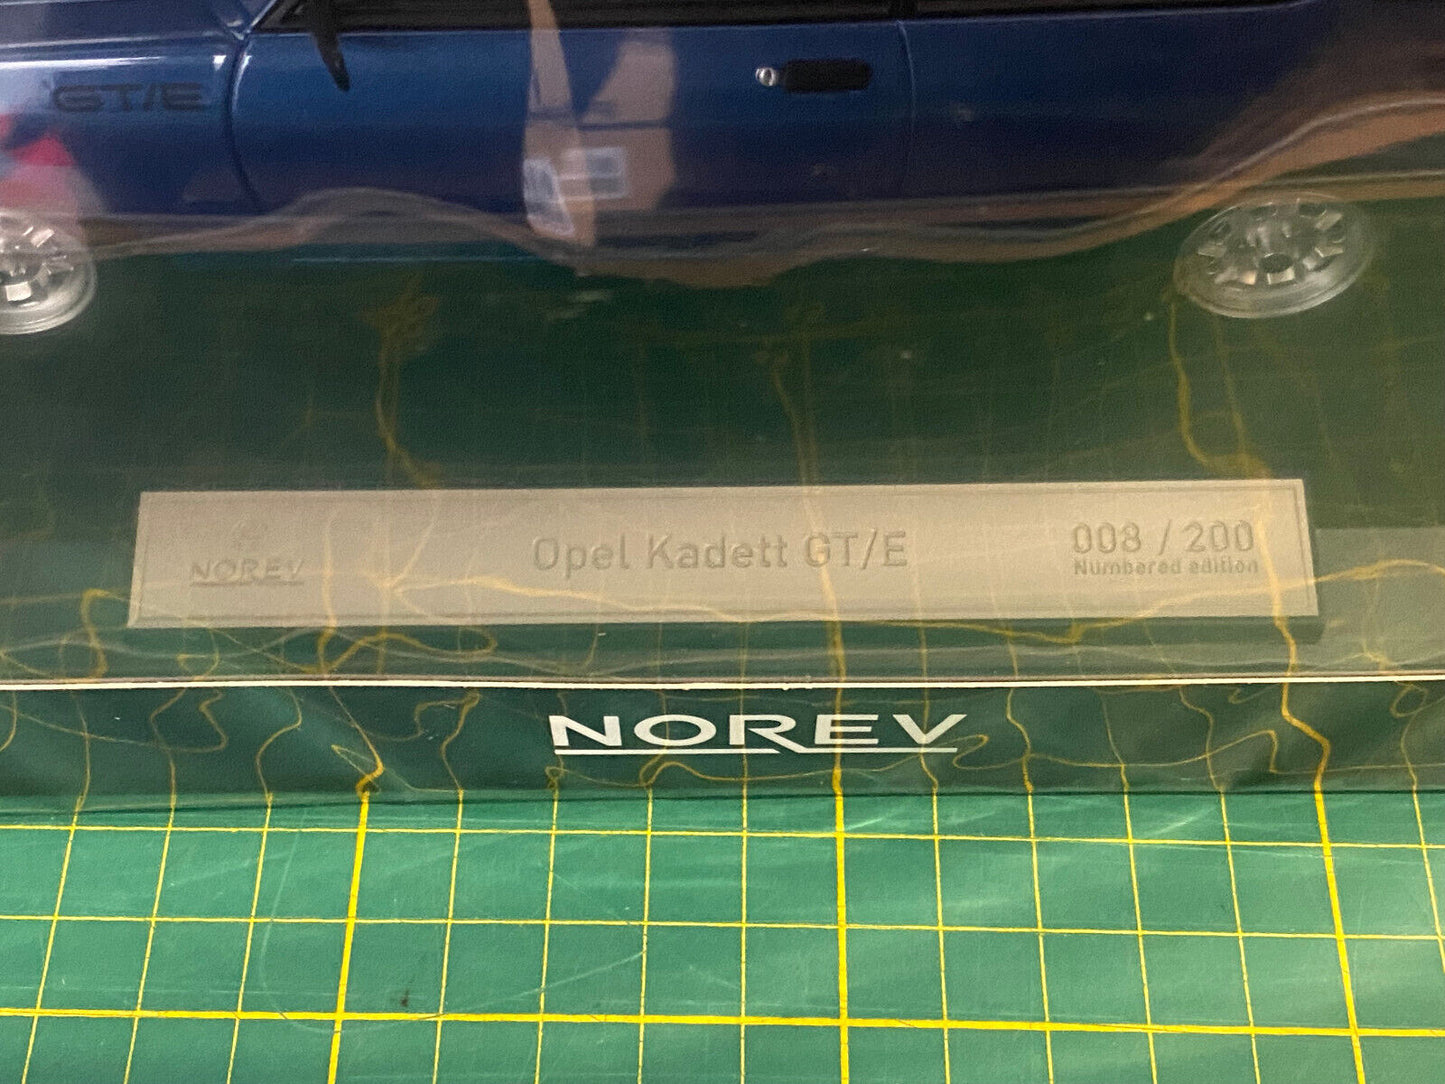 GT/E
NOREV
Opel Kadett GT/E
008 / 200
Numbered edition
NOREV